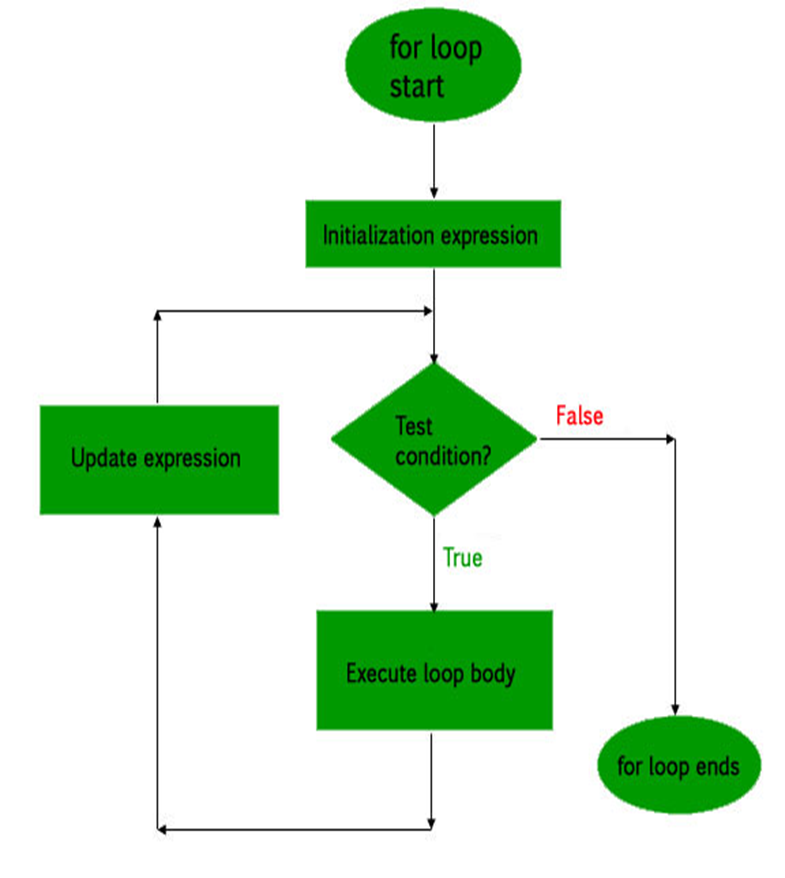 for loop
start
Initialization expression
Test
condition?
False
Update expression
True
Execute loop body
for loop ends